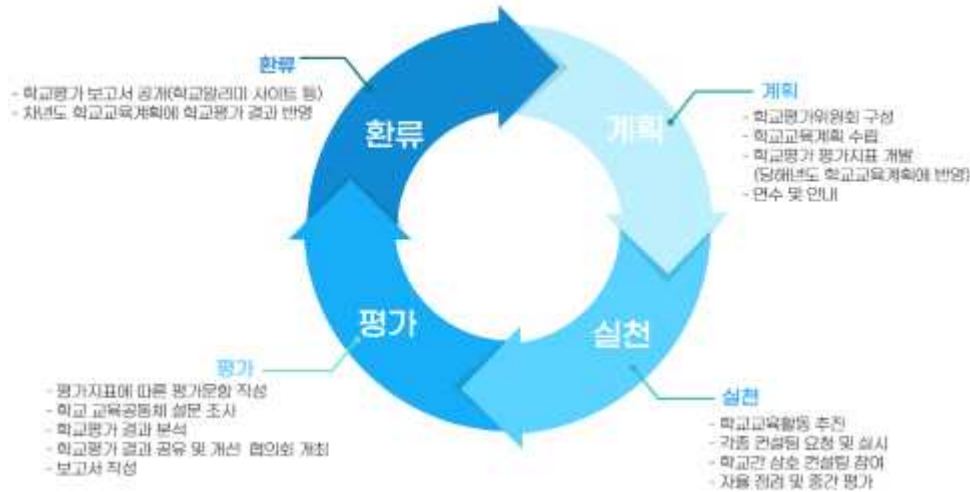 환류
- 학교평가 보고서 공개(학교알리미 사이트 등)
- 차년도 학교교육계획에 학교평가 결과 반영
환류
계획
계획
- 학교평가위원회 구성
- 학교교육계획 수립
- 학교평가 평가지표 개발
(당해년도 학교교육계획에 반영)
- 연수 및 안내
평가
실천
평가
- 평가지표에 따른 평가문항 작성
- 학교 교육공동체 설문 조사
- 학교평가 결과 분석
- 학교평가 결과 공유 및 개선 협의회 개최
- 보고서 작성
실천
- 학교교육활동 추진
- 각종 컨설팅 요청 및 실시
- 학교간 상호 컨설팅 참여
- 자율 점검 및 중간 평가